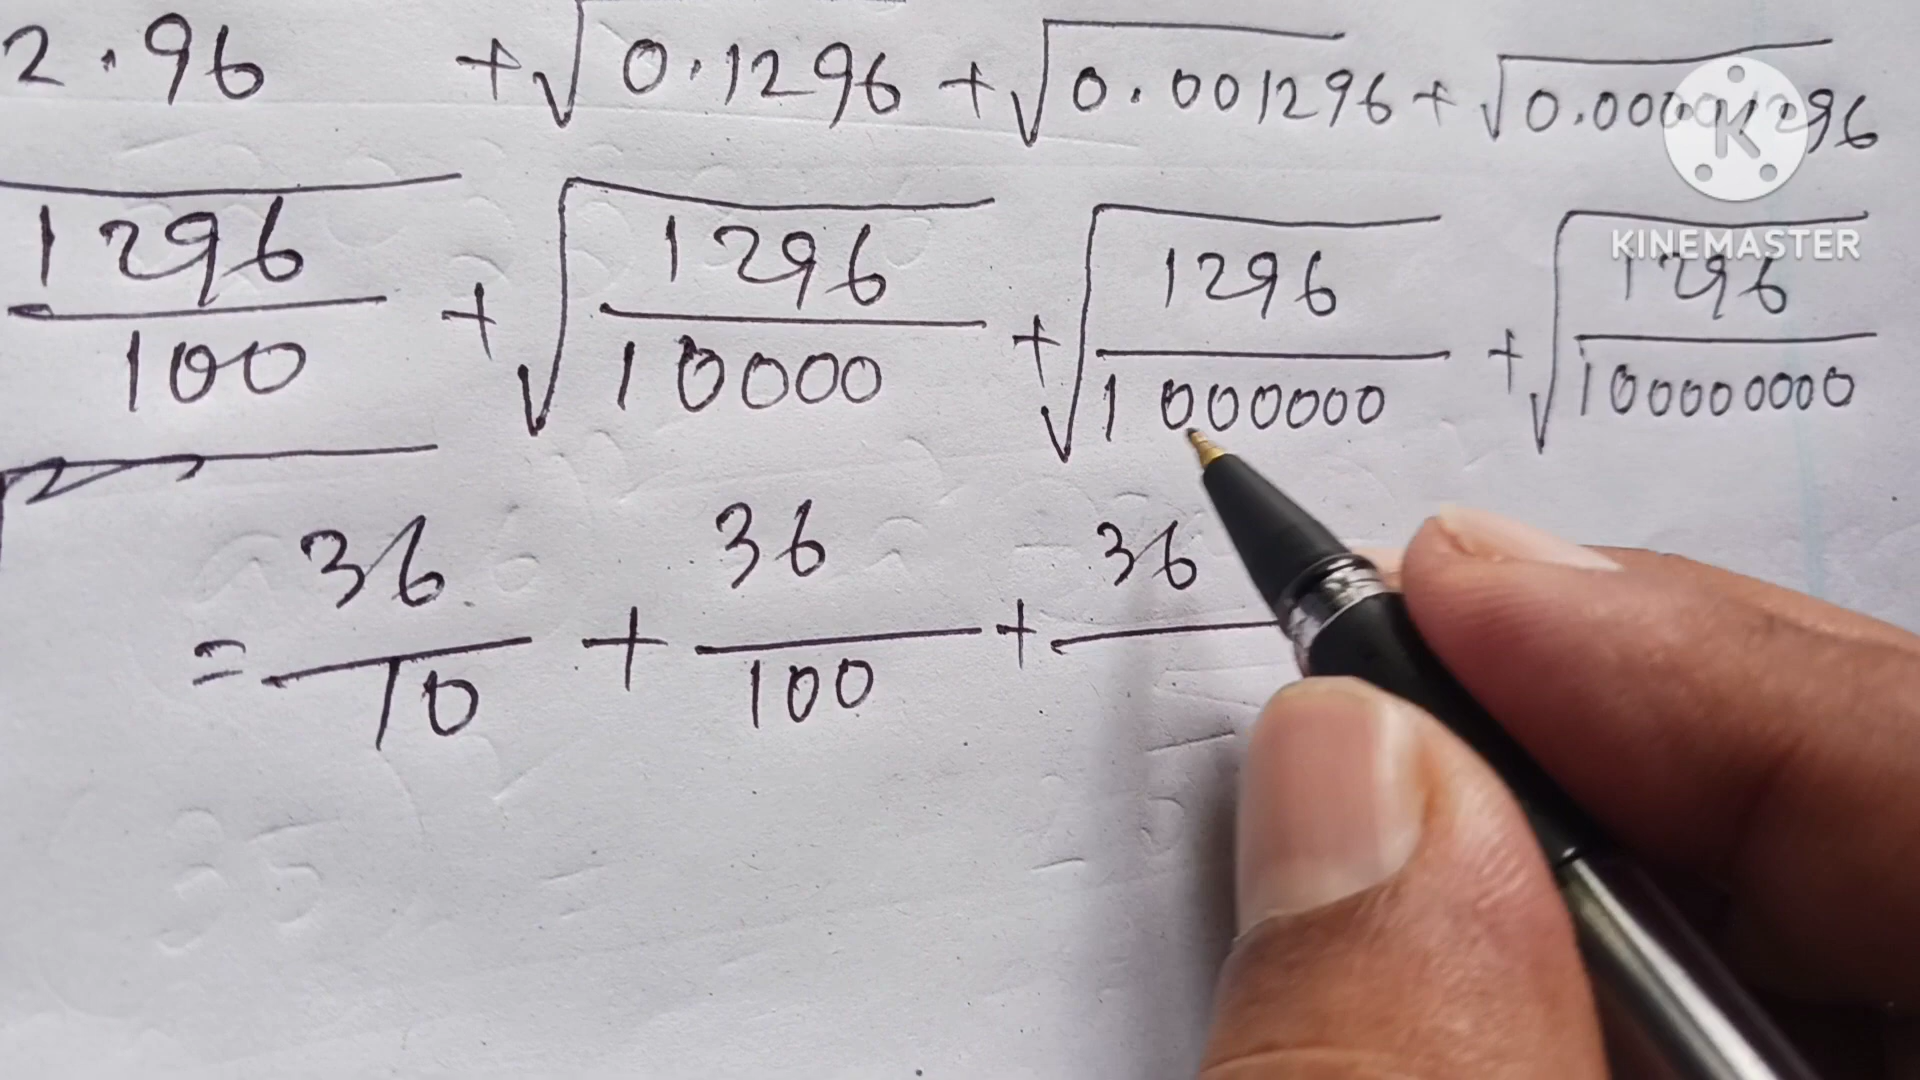 2.96 + √0.1296 + √0.001296 + √0.00001296
KINEMASTER
1296/100 + √1296/10000 + √1296/1000000 + √1296/100000000
= 36/10 + 36/100 + 36